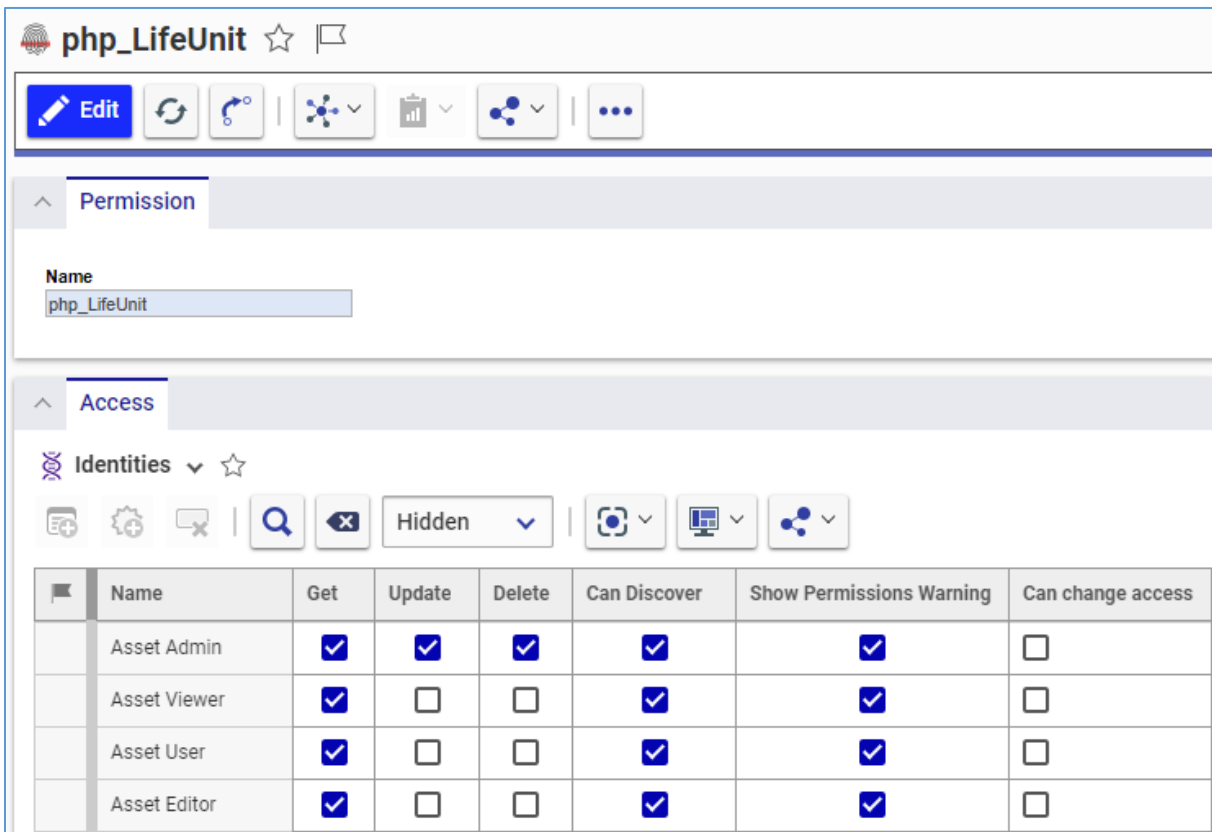 php_LifeUnit
Edit
Permission
Name
php_LifeUnit
Access
Identities
Hidden
Name Get Update Delete Can Discover Show Permissions Warning Can change access
Asset Admin
Asset Viewer
Asset User
Asset Editor